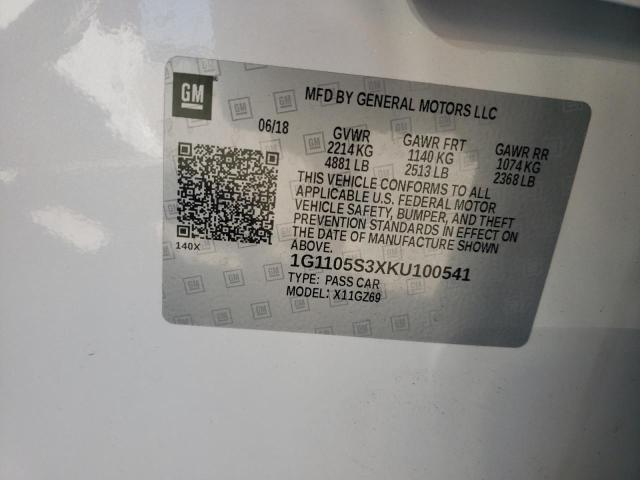 GM
MFD BY GENERAL MOTORS LLC
06/18 GVWR GAWR FRT GAWR RR
2214 KG 1140 KG 1074 KG
4881 LB 2513 LB 2368 LB
THIS VEHICLE CONFORMS TO ALL
APPLICABLE U.S. FEDERAL MOTOR
VEHICLE SAFETY, BUMPER, AND THEFT
PREVENTION STANDARDS IN EFFECT ON
THE DATE OF MANUFACTURE SHOWN
ABOVE.
140X
1G1105S3XKU100541
TYPE: PASS CAR
MODEL: X11GZ69